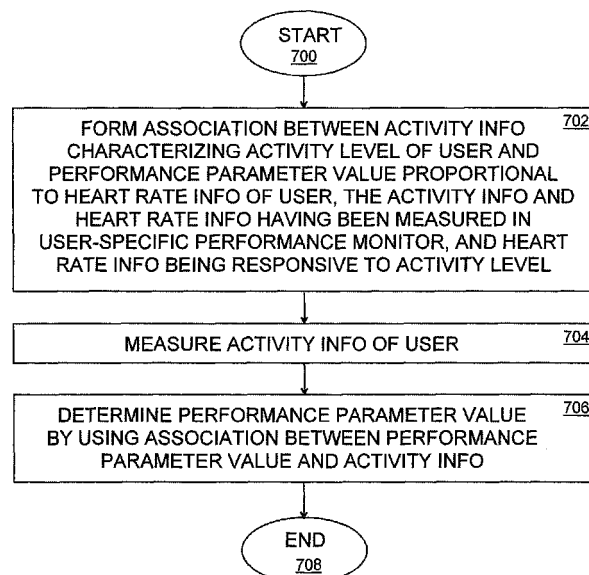 START
700
FORM ASSOCIATION BETWEEN ACTIVITY INFO 702
CHARACTERIZING ACTIVITY LEVEL OF USER AND
PERFORMANCE PARAMETER VALUE PROPORTIONAL
TO HEART RATE INFO OF USER, THE ACTIVITY INFO AND
HEART RATE INFO HAVING BEEN MEASURED IN
USER-SPECIFIC PERFORMANCE MONITOR, AND HEART
RATE INFO BEING RESPONSIVE TO ACTIVITY LEVEL
MEASURE ACTIVITY INFO OF USER 704
DETERMINE PERFORMANCE PARAMETER VALUE 706
BY USING ASSOCIATION BETWEEN PERFORMANCE
PARAMETER VALUE AND ACTIVITY INFO
END
708